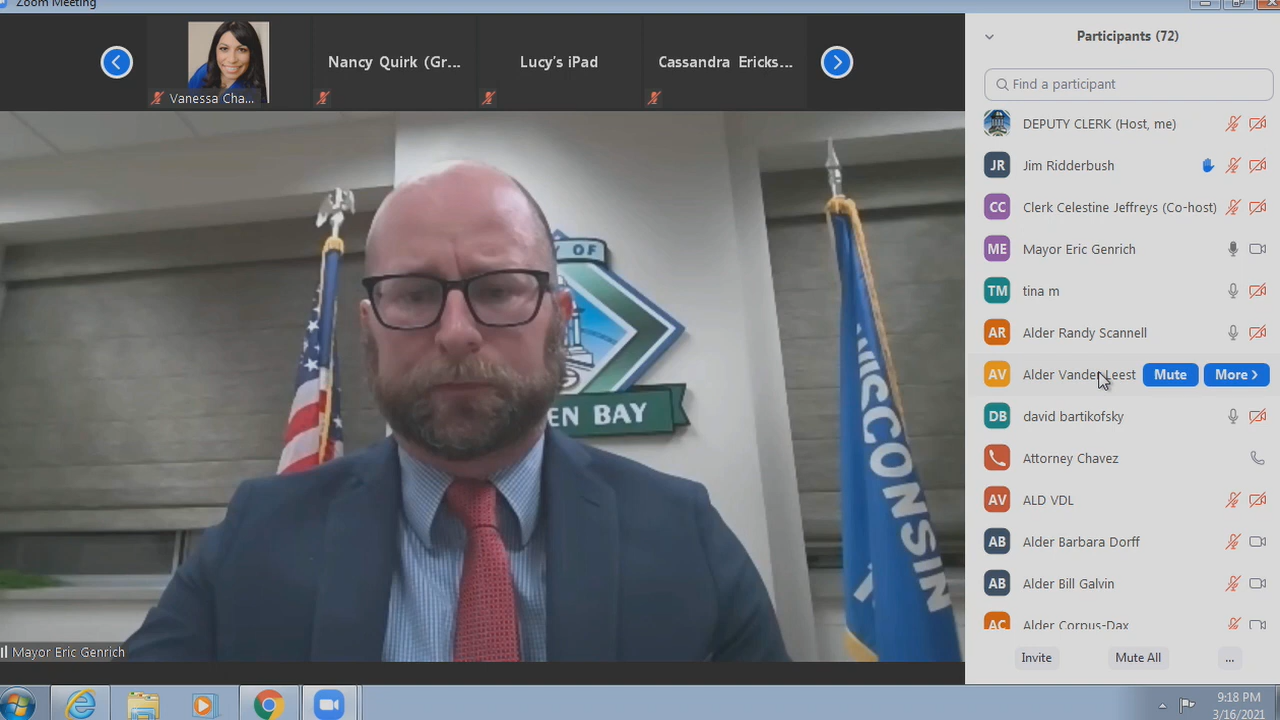 Zoom Meeting
Vanessa Cha...
Nancy Quirk (Gr...
Lucy's iPad
Cassandra Ericks...
Participants (72)
Find a participant
DEPUTY CLERK (Host, me)
JR Jim Ridderbush
CC Clerk Celestine Jeffreys (Co-host)
ME Mayor Eric Genrich
TM tina m
AR Alder Randy Scannell
AV Alder Vander Leest Mute More >
DB david bartikofsky
Attorney Chavez
AV ALD VDL
AB Alder Barbara Dorff
AB Alder Bill Galvin
AC Alder Corpus-Dax
Invite Mute All ...
Y OF
EN BAY
WISCONSIN
Mayor Eric Genrich
9:18 PM
3/16/2021